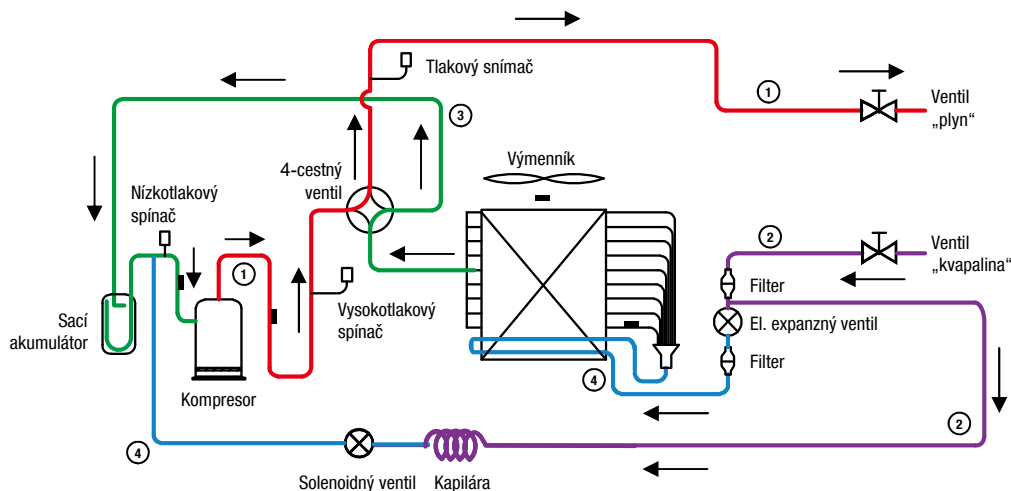 Tlakový snímač
1
Ventil
„plyn“
3
4-cestný
ventil
Výmenník
Nízkotlakový
spínač
2
Ventil
„kvapalina“
1
Filter
Vysokotlakový
spínač
Sací
akumulátor
El. expanzný ventil
Filter
4
Kompresor
4
2
Solenoidný ventil
Kapilára